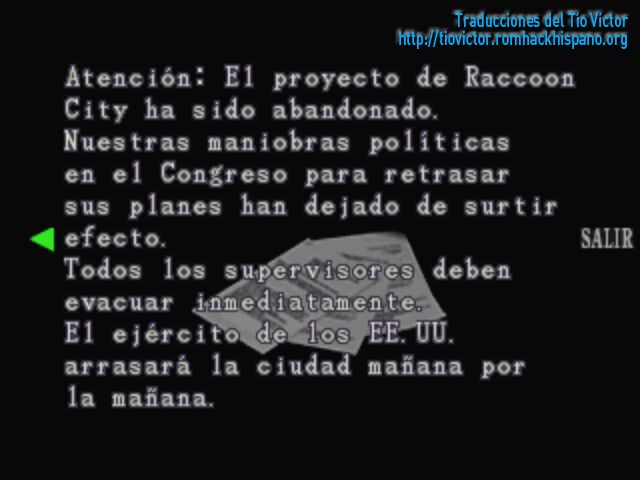 Traducciones del Tío Víctor
http://tiovictor.romhackhispano.org
Atención: El proyecto de Raccoon
City ha sido abandonado.
Nuestras maniobras políticas
en el Congreso para retrasar
sus planes han dejado de surtir
efecto.
SALIR
Todos los supervisores deben
evacuar inmediatamente.
El ejército de los EE.UU.
arrasará la ciudad mañana por
la mañana.